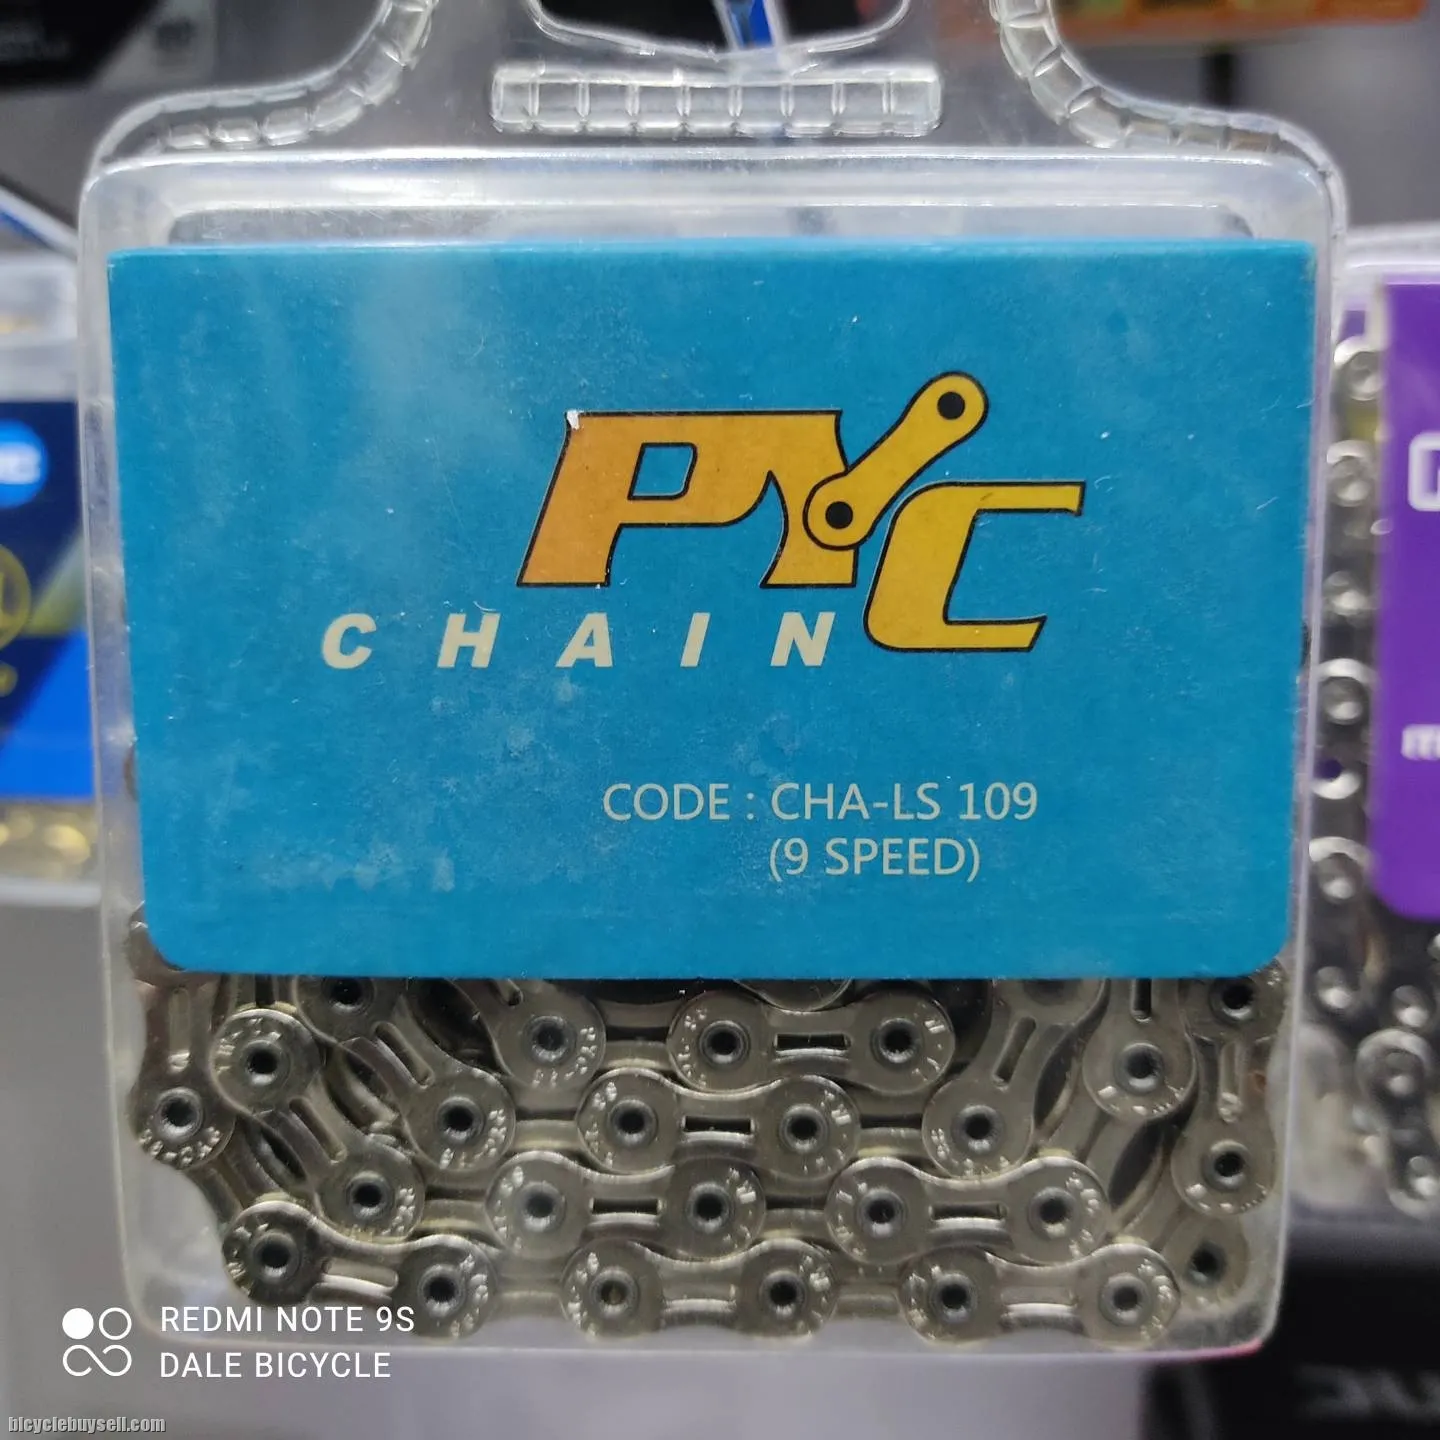 PYC
CHAIN
CODE : CHA-LS 109
(9 SPEED)
REDMI NOTE 9S
DALE BICYCLE
bicyclebuysell.com